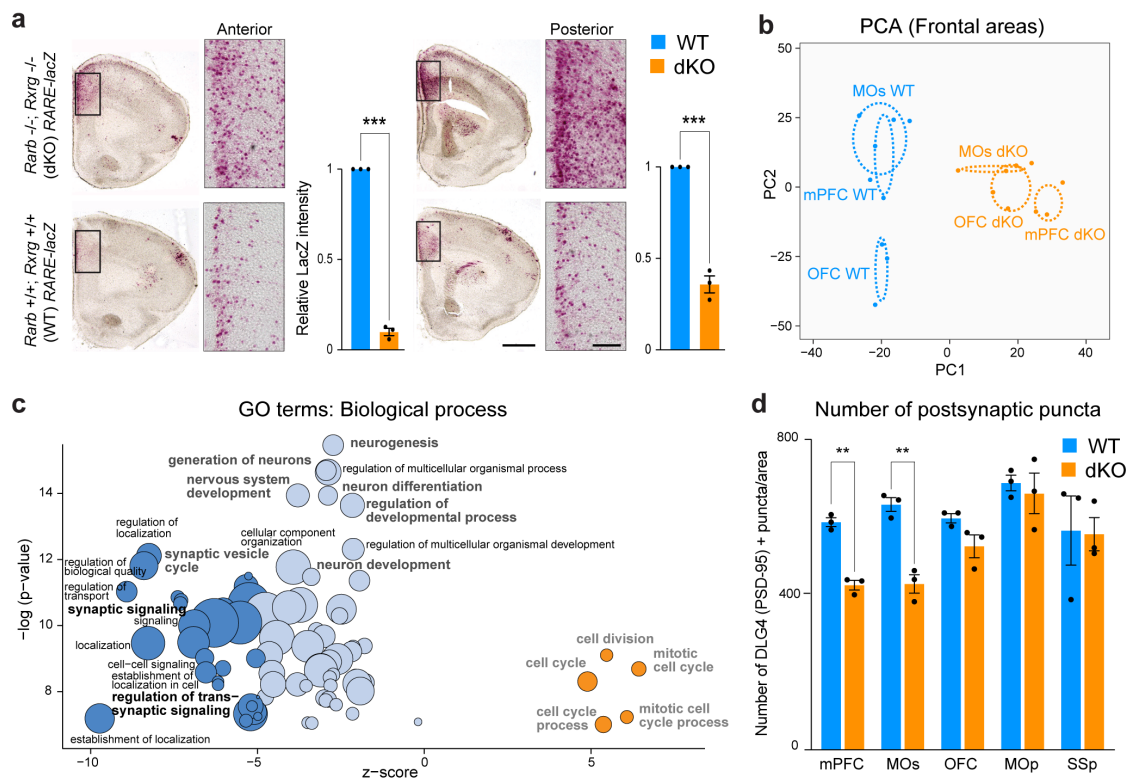 a
Anterior
Posterior
WT
dKO
Rarb -/-; Rxrg -/-
(dKO) RARE-lacZ
Rarb +/+; Rxrg +/+
(WT) RARE-lacZ
Relative LacZ intensity
1
0.5
0
***
1
0.5
0
***
b
PCA (Frontal areas)
50
25
0
−25
−50
PC2
−40
−20
0
20
40
PC1
MOs WT
mPFC WT
OFC WT
MOs dKO
OFC dKO
mPFC dKO
c
GO terms: Biological process
−log (p−value)
14
12
10
8
−10
−5
0
5
z−score
neurogenesis
generation of neurons
regulation of multicellular organismal process
nervous system
development
neuron differentiation
regulation of
developmental process
regulation of
localization
cellular component
organization
regulation of multicellular organismal development
synaptic vesicle
cycle
neuron development
regulation of
biological quality
regulation of
transport
synaptic signaling
signaling
localization
cell−cell signaling
establishment of
localization in cell
regulation of trans−
synaptic signaling
establishment of localization
cell division
cell cycle
mitotic
cell cycle
cell cycle
process
mitotic cell
cycle process
d
Number of postsynaptic puncta
WT
dKO
Number of DLG4 (PSD-95) + puncta/area
800
400
0
**
**
mPFC
MOs
OFC
MOp
SSp